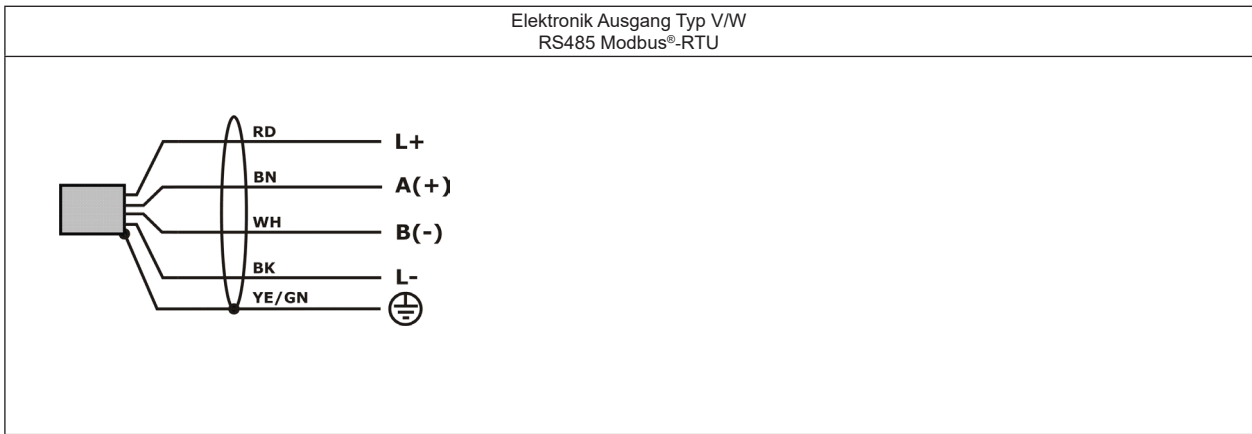 Elektronik Ausgang Typ V/W
RS485 Modbus®-RTU
RD L+
BN A(+)
WH B(-)
BK L-
YE/GN